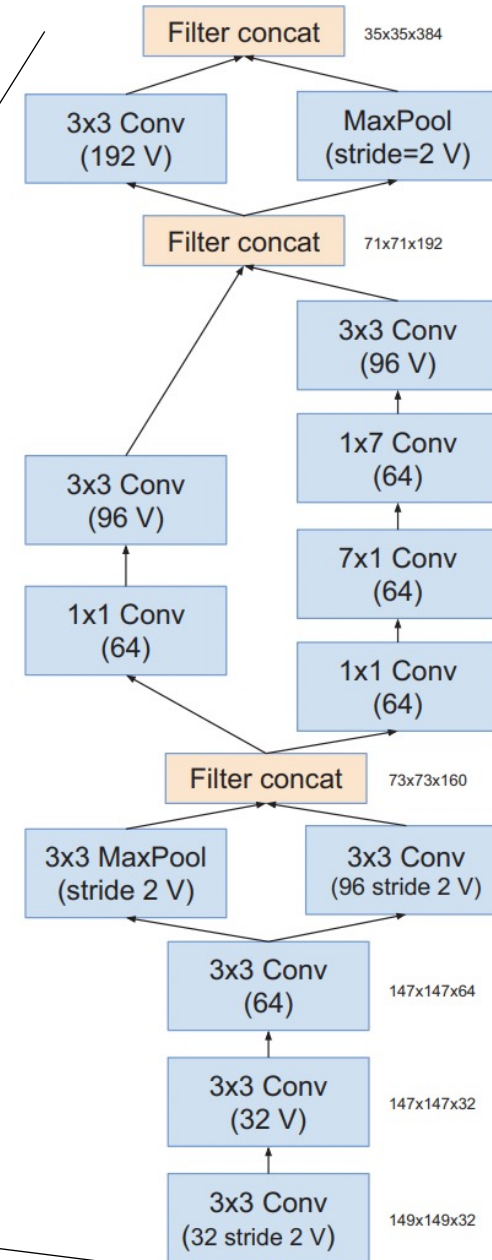 Filter concat
35x35x384
3x3 Conv
(192 V)
MaxPool
(stride=2 V)
Filter concat
71x71x192
3x3 Conv
(96 V)
1x7 Conv
(64)
3x3 Conv
(96 V)
7x1 Conv
(64)
1x1 Conv
(64)
1x1 Conv
(64)
Filter concat
73x73x160
3x3 MaxPool
(stride 2 V)
3x3 Conv
(96 stride 2 V)
3x3 Conv
(64)
147x147x64
3x3 Conv
(32 V)
147x147x32
3x3 Conv
(32 stride 2 V)
149x149x32